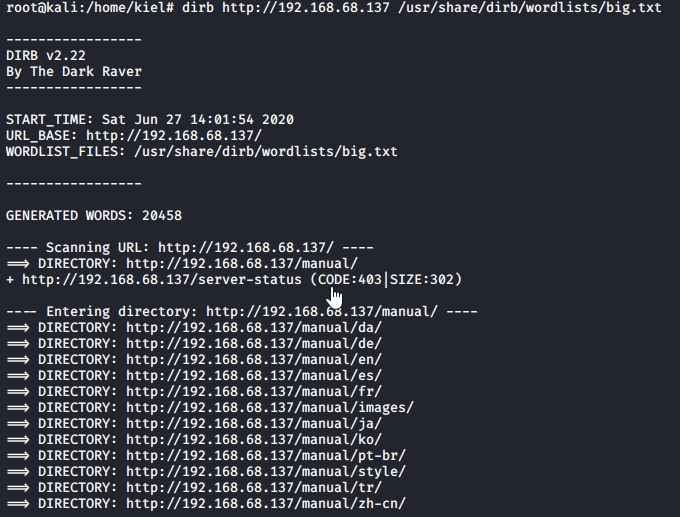 root@kali:/home/kiel# dirb http://192.168.68.137 /usr/share/dirb/wordlists/big.txt
-----------------
DIRB v2.22
By The Dark Raver
-----------------
START_TIME: Sat Jun 27 14:01:54 2020
URL_BASE: http://192.168.68.137/
WORDLIST_FILES: /usr/share/dirb/wordlists/big.txt
-----------------
GENERATED WORDS: 20458
---- Scanning URL: http://192.168.68.137/ ----
==> DIRECTORY: http://192.168.68.137/manual/
+ http://192.168.68.137/server-status (CODE:403|SIZE:302)
---- Entering directory: http://192.168.68.137/manual/ ----
==> DIRECTORY: http://192.168.68.137/manual/da/
==> DIRECTORY: http://192.168.68.137/manual/de/
==> DIRECTORY: http://192.168.68.137/manual/en/
==> DIRECTORY: http://192.168.68.137/manual/es/
==> DIRECTORY: http://192.168.68.137/manual/fr/
==> DIRECTORY: http://192.168.68.137/manual/images/
==> DIRECTORY: http://192.168.68.137/manual/ja/
==> DIRECTORY: http://192.168.68.137/manual/ko/
==> DIRECTORY: http://192.168.68.137/manual/pt-br/
==> DIRECTORY: http://192.168.68.137/manual/style/
==> DIRECTORY: http://192.168.68.137/manual/tr/
==> DIRECTORY: http://192.168.68.137/manual/zh-cn/